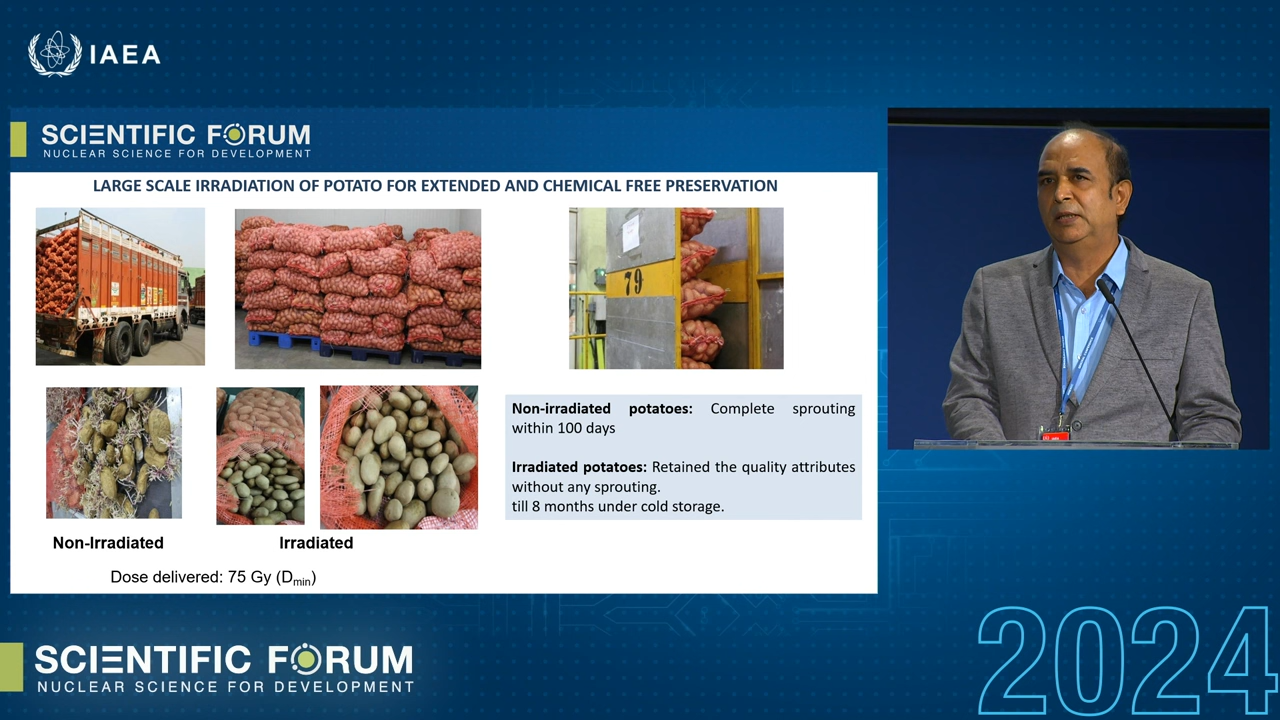 IAEA
SCIENTIFIC FORUM
NUCLEAR SCIENCE FOR DEVELOPMENT
LARGE SCALE IRRADIATION OF POTATO FOR EXTENDED AND CHEMICAL FREE PRESERVATION
79
Non-irradiated potatoes: Complete sprouting
within 100 days
Irradiated potatoes: Retained the quality attributes
without any sprouting.
till 8 months under cold storage.
Non-Irradiated
Irradiated
Dose delivered: 75 Gy (Dmin)
SCIENTIFIC FORUM
NUCLEAR SCIENCE FOR DEVELOPMENT
2024